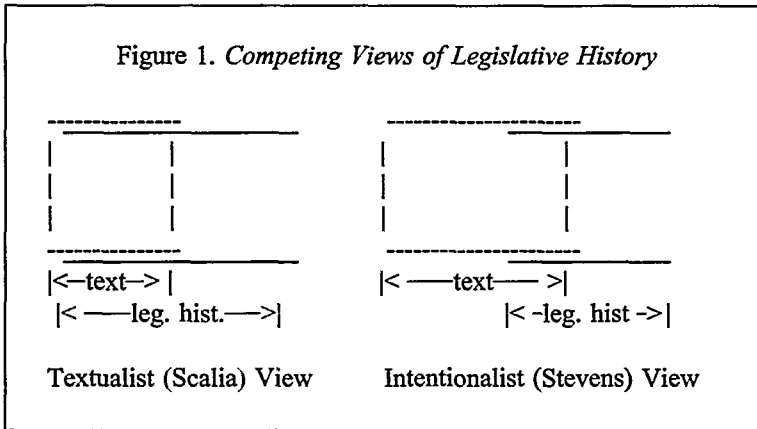 Figure 1. Competing Views of Legislative History
|<—text—> | |< ——text—— >|
|< ——leg. hist.——>| |< -leg. hist ->|
Textualist (Scalia) View Intentionalist (Stevens) View